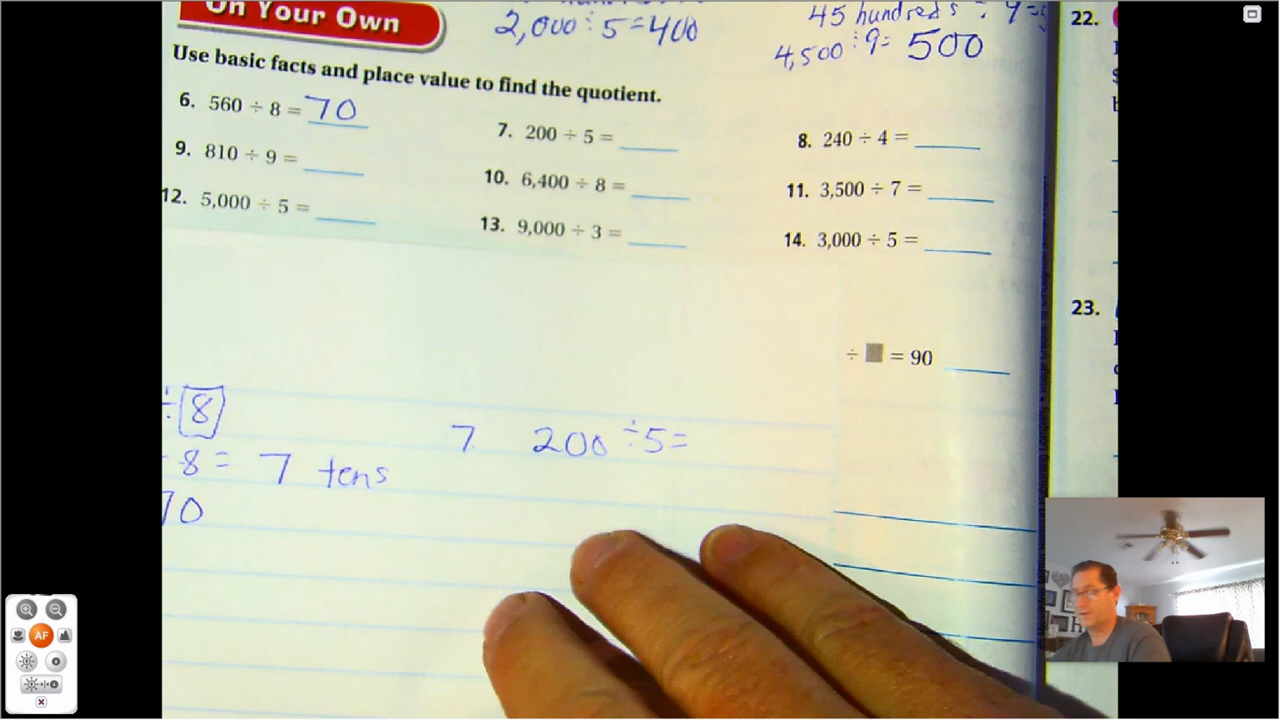 On Your Own
2,000 ÷ 5 = 400
45 hundreds ÷ 9 =
4,500 ÷ 9 = 500
Use basic facts and place value to find the quotient.
6. 560 ÷ 8 = 70
7. 200 ÷ 5 =
8. 240 ÷ 4 =
9. 810 ÷ 9 =
10. 6,400 ÷ 8 =
11. 3,500 ÷ 7 =
12. 5,000 ÷ 5 =
13. 9,000 ÷ 3 =
14. 3,000 ÷ 5 =
÷ ■ = 90
÷ 8
8 = 7 tens
70
7 200 ÷ 5 =
22.
23.
AF